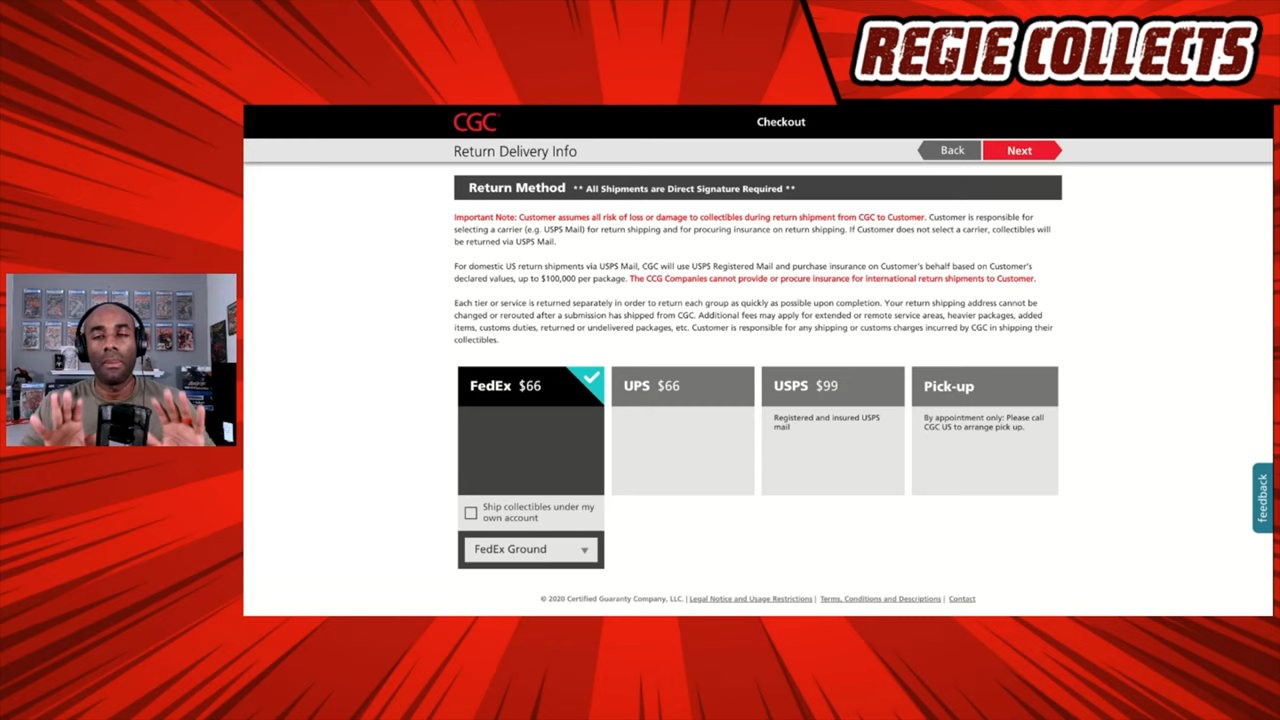 REGIE COLLECTS
CGC
Checkout
Return Delivery Info
Back
Next
Return Method ** All Shipments are Direct Signature Required **
Important Note: Customer assumes all risk of loss or damage to collectibles during return shipment from CGC to Customer. Customer is responsible for
selecting a carrier (e.g. USPS Mail) for return shipping and for procuring insurance on return shipping. If Customer does not select a carrier, collectibles will
be returned via USPS Mail.
For domestic US return shipments via USPS Mail, CGC will use USPS Registered Mail and purchase insurance on Customer's behalf based on Customer's
declared values, up to $100,000 per package. The CCG Companies cannot provide or procure insurance for international return shipments to Customer.
Each tier or service is returned separately in order to return each group as quickly as possible upon completion. Your return shipping address cannot be
changed or rerouted after a submission has shipped from CGC. Additional fees may apply for extended or remote service areas, heavier packages, added
items, customs duties, returned or undelivered packages, etc. Customer is responsible for any shipping or customs charges incurred by CGC in shipping their
collectibles.
FedEx $66
UPS $66
USPS $99
Registered and insured USPS
mail
Pick-up
By appointment only: Please call
CGC US to arrange pick up.
Ship collectibles under my
own account
FedEx Ground
feedback
© 2020 Certified Guaranty Company, LLC. | Legal Notice and Usage Restrictions | Terms, Conditions and Descriptions | Contact